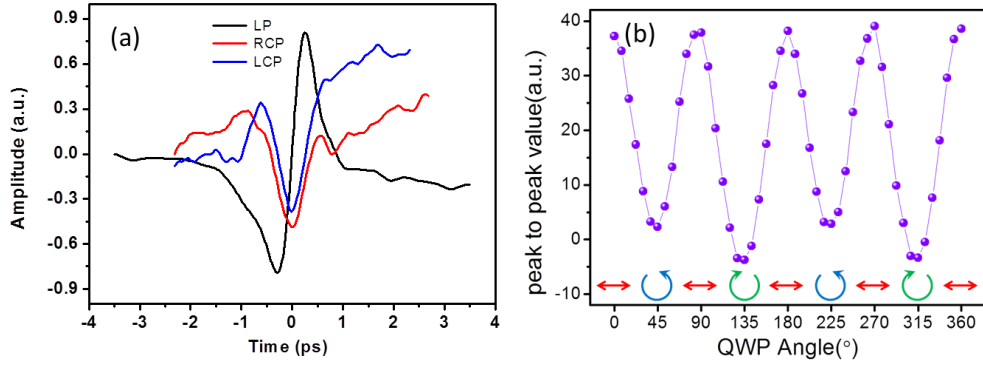 (a)
LP
RCP
LCP
0.9
0.6
0.3
0.0
-0.3
-0.6
-0.9
Amplitude (a.u.)
-4 -3 -2 -1 0 1 2 3 4
Time (ps)
(b)
40
30
20
10
0
-10
peak to peak value(a.u.)
0 45 90 135 180 225 270 315 360
QWP Angle(°)